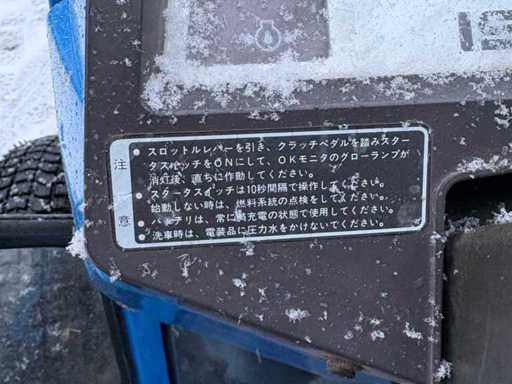 注意
・スロットルレバーを引き、クラッチペダルを踏みスター
タスイッチをONにして、OKモニタのグローランプが
消灯後、直ちに作動してください。
・スタータスイッチは10秒間隔で操作してください。
始動しない時は、燃料系統の点検をしてください。
・バッテリは、常に満充電の状態で使用してください。
・洗車時は、電装品に圧力水をかけないでください。